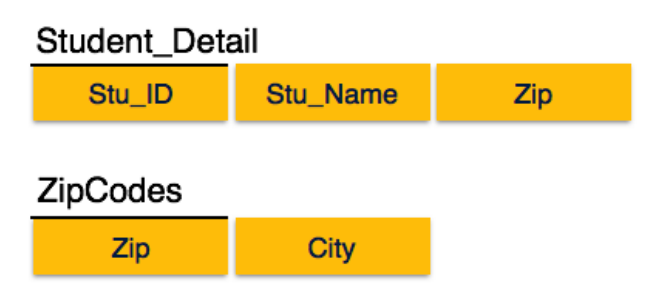 Student_Detail
Stu_ID Stu_Name Zip
ZipCodes
Zip City